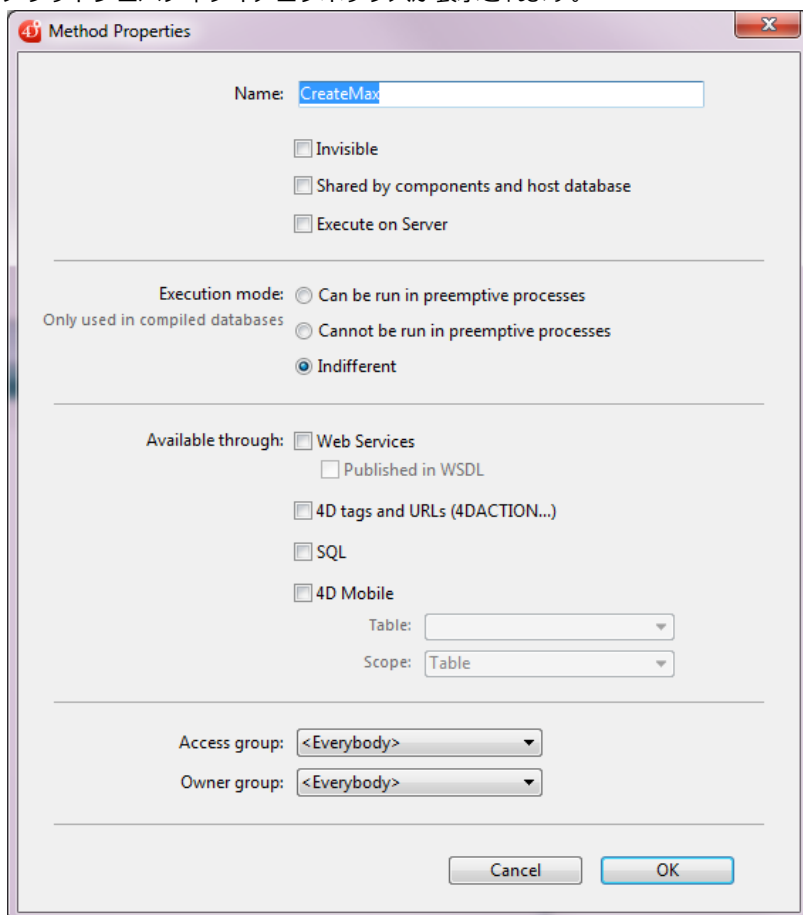 Method Properties
Name: CreateMax
Invisible
Shared by components and host database
Execute on Server
Execution mode: Can be run in preemptive processes
Only used in compiled databases
Cannot be run in preemptive processes
Indifferent
Available through: Web Services
Published in WSDL
4D tags and URLs (4DACTION...)
SQL
4D Mobile
Table:
Scope: Table
Access group: <Everybody>
Owner group: <Everybody>
Cancel OK